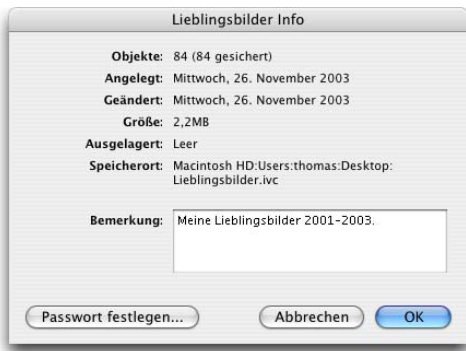 Lieblingsbilder Info
Objekte: 84 (84 gesichert)
Angelegt: Mittwoch, 26. November 2003
Geändert: Mittwoch, 26. November 2003
Größe: 2,2MB
Ausgelagert: Leer
Speicherort: Macintosh HD:Users:thomas:Desktop:
Lieblingsbilder.ivc
Bemerkung: Meine Lieblingsbilder 2001-2003.
Passwort festlegen... Abbrechen OK